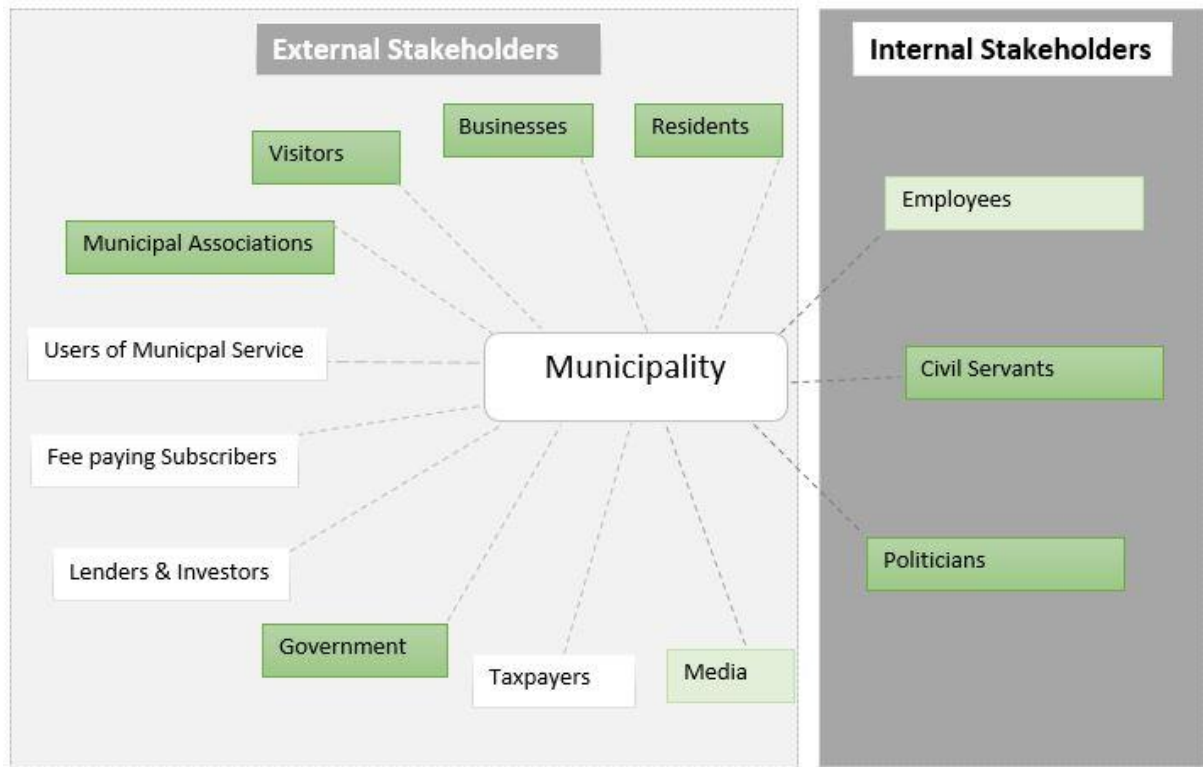 External Stakeholders
Internal Stakeholders
Businesses
Residents
Visitors
Employees
Municipal Associations
Users of Municpal Service
Municipality
Civil Servants
Fee paying Subscribers
Lenders & Investors
Politicians
Government
Taxpayers
Media